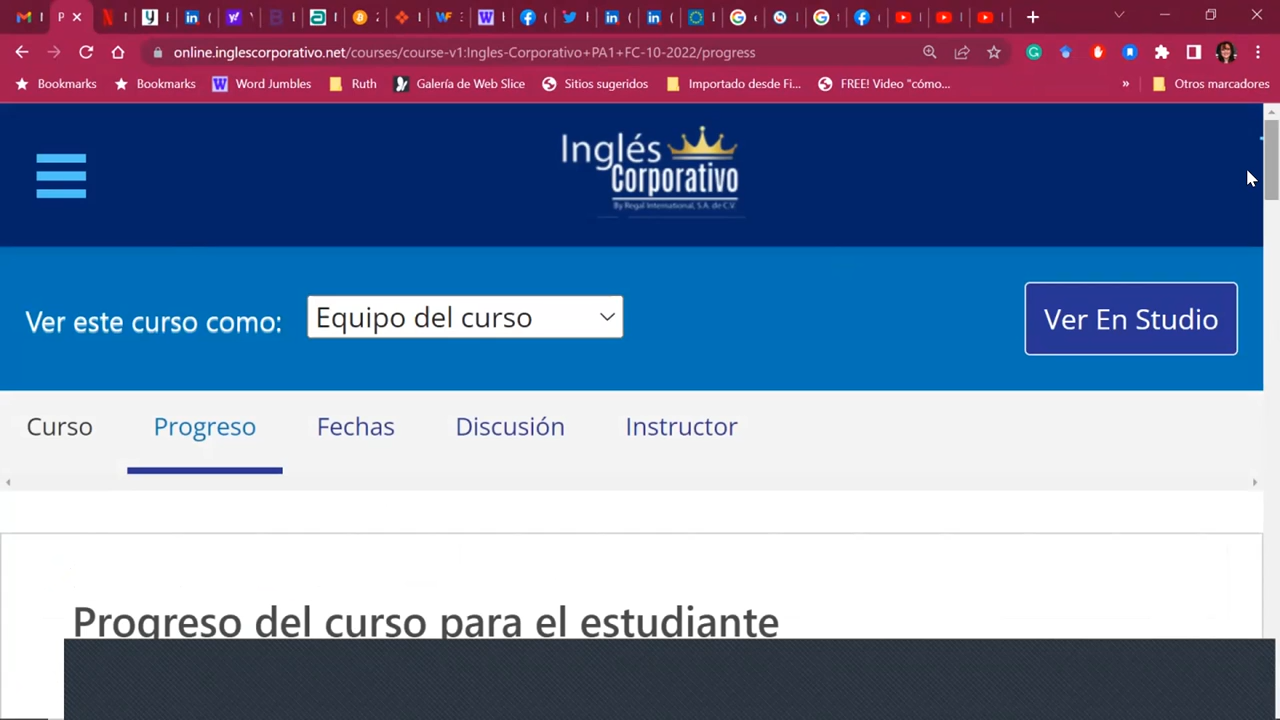 online.inglescorporativo.net/courses/course-v1:Ingles-Corporativo+PA1+FC-10-2022/progress
Bookmarks Bookmarks Word Jumbles Ruth Galería de Web Slice Sitios sugeridos Importado desde Fi... FREE! Video "cómo... » Otros marcadores
Inglés
Corporativo
By Regal International, S.A. de C.V.
Ver este curso como: Equipo del curso Ver En Studio
Curso Progreso Fechas Discusión Instructor
Progreso del curso para el estudiante